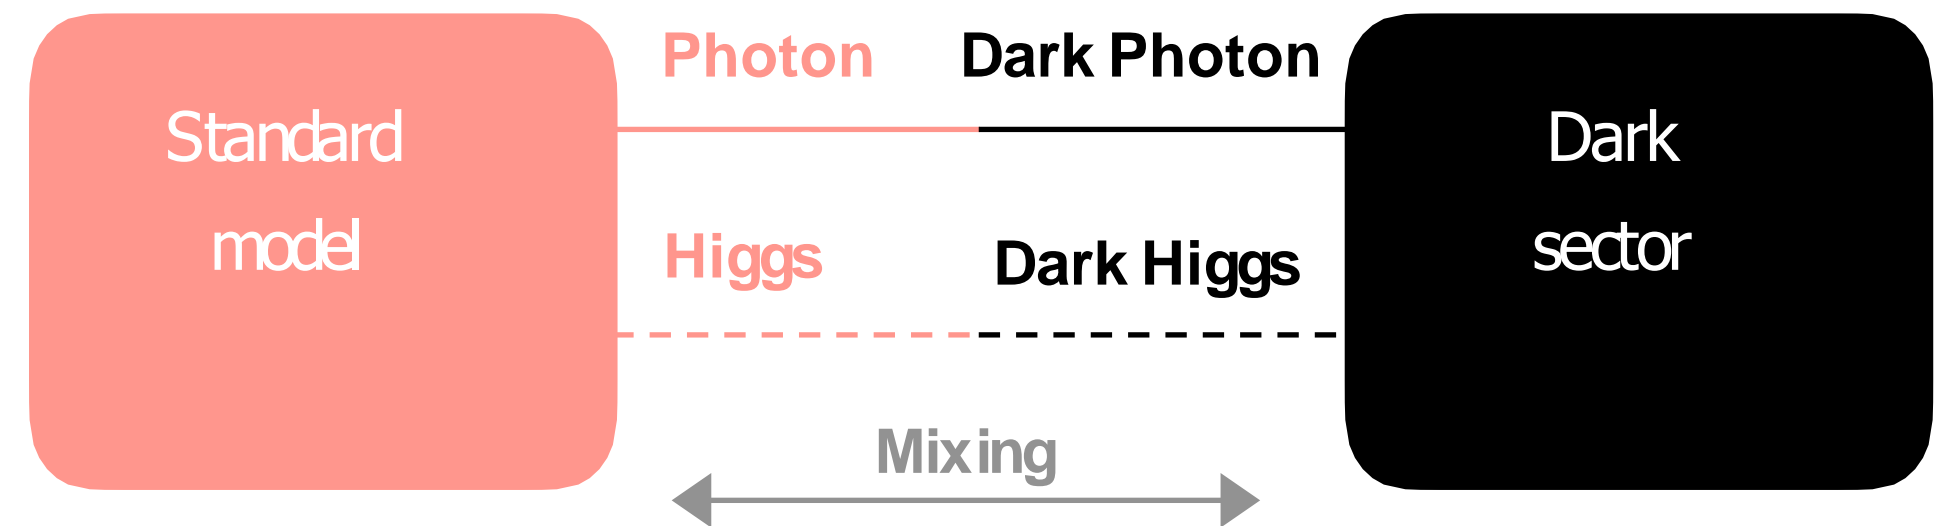 Photon Dark Photon
Standard
model
Higgs Dark Higgs
Dark
sector
Mixing